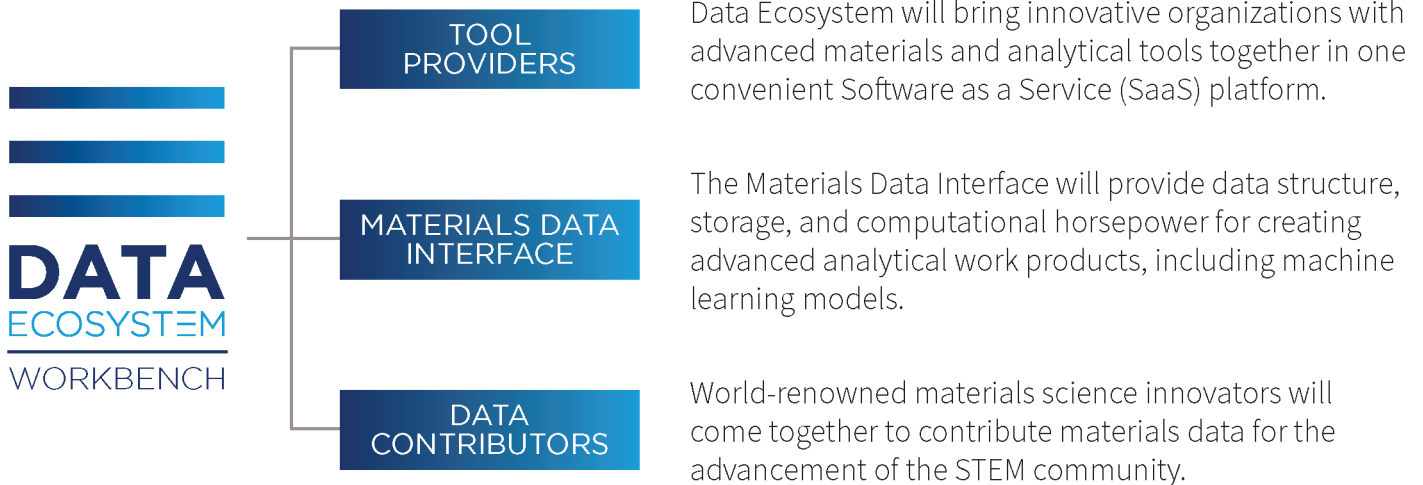 TOOL
PROVIDERS
Data Ecosystem will bring innovative organizations with
advanced materials and analytical tools together in one
convenient Software as a Service (SaaS) platform.
DATA
ECOSYSTEM
WORKBENCH
MATERIALS DATA
INTERFACE
The Materials Data Interface will provide data structure,
storage, and computational horsepower for creating
advanced analytical work products, including machine
learning models.
DATA
CONTRIBUTORS
World-renowned materials science innovators will
come together to contribute materials data for the
advancement of the STEM community.